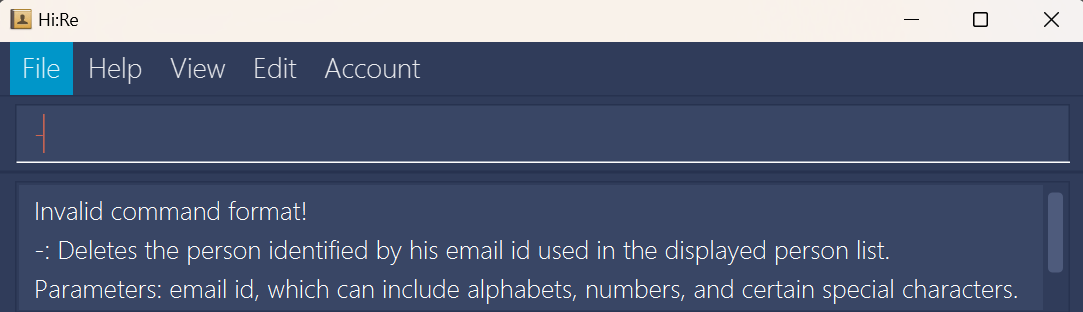 Hi:Re
File Help View Edit Account
-
Invalid command format!
-: Deletes the person identified by his email id used in the displayed person list.
Parameters: email id, which can include alphabets, numbers, and certain special characters.